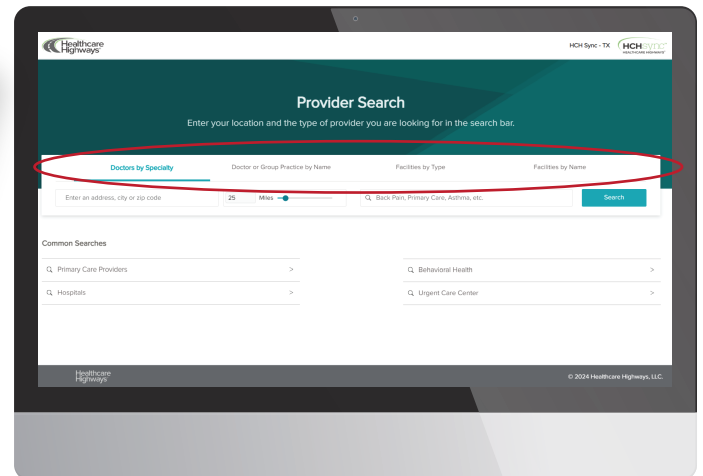 Healthcare
Highways
HCH Sync - TX
HCHSync
HEALTHCARE HIGHWAYS
Provider Search
Enter your location and the type of provider you are looking for in the search bar.
Doctors by Specialty
Doctor or Group Practice by Name
Facilities by Type
Facilities by Name
Enter an address, city or zip code
25 Miles
Back Pain, Primary Care, Asthma, etc.
Search
Common Searches
Primary Care Providers >
Behavioral Health >
Hospitals >
Urgent Care Center >
Healthcare
Highways
© 2024 Healthcare Highways, LLC.